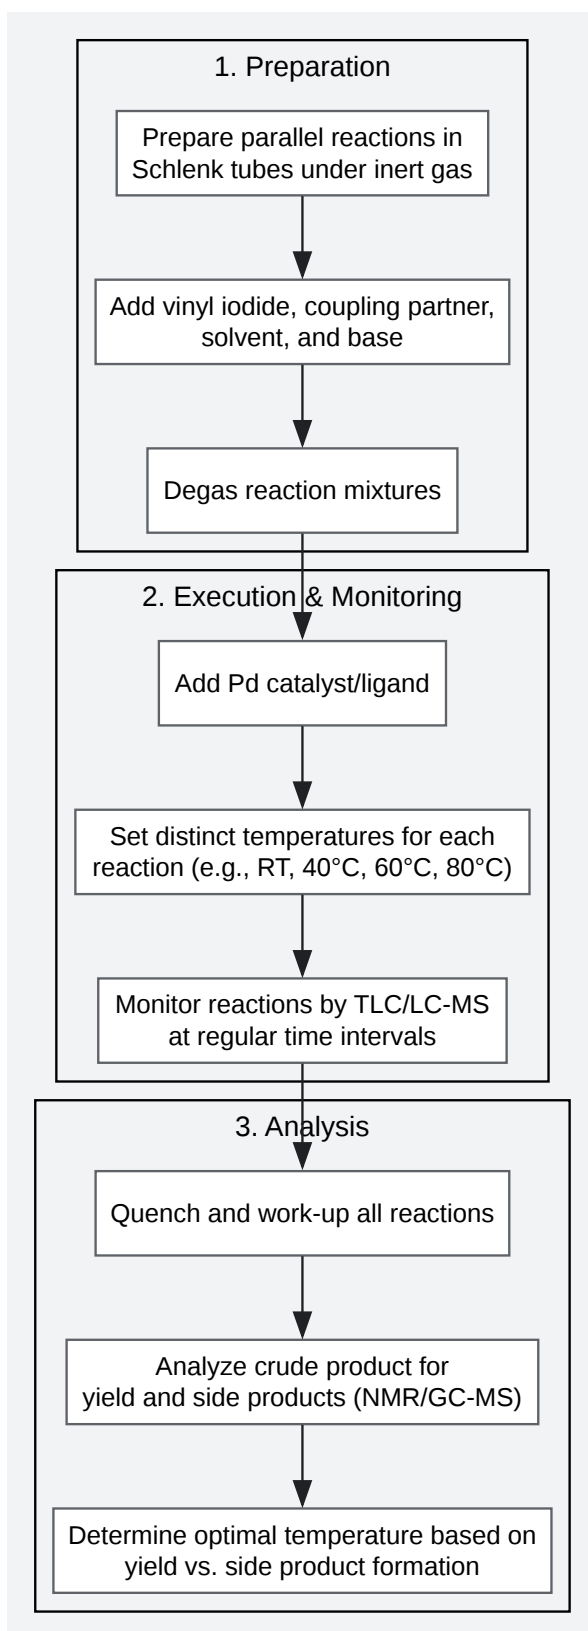 1. Preparation
Prepare parallel reactions in
Schlenk tubes under inert gas
Add vinyl iodide, coupling partner,
solvent, and base
Degas reaction mixtures
2. Execution & Monitoring
Add Pd catalyst/ligand
Set distinct temperatures for each
reaction (e.g., RT, 40°C, 60°C, 80°C)
Monitor reactions by TLC/LC-MS
at regular time intervals
3. Analysis
Quench and work-up all reactions
Analyze crude product for
yield and side products (NMR/GC-MS)
Determine optimal temperature based on
yield vs. side product formation